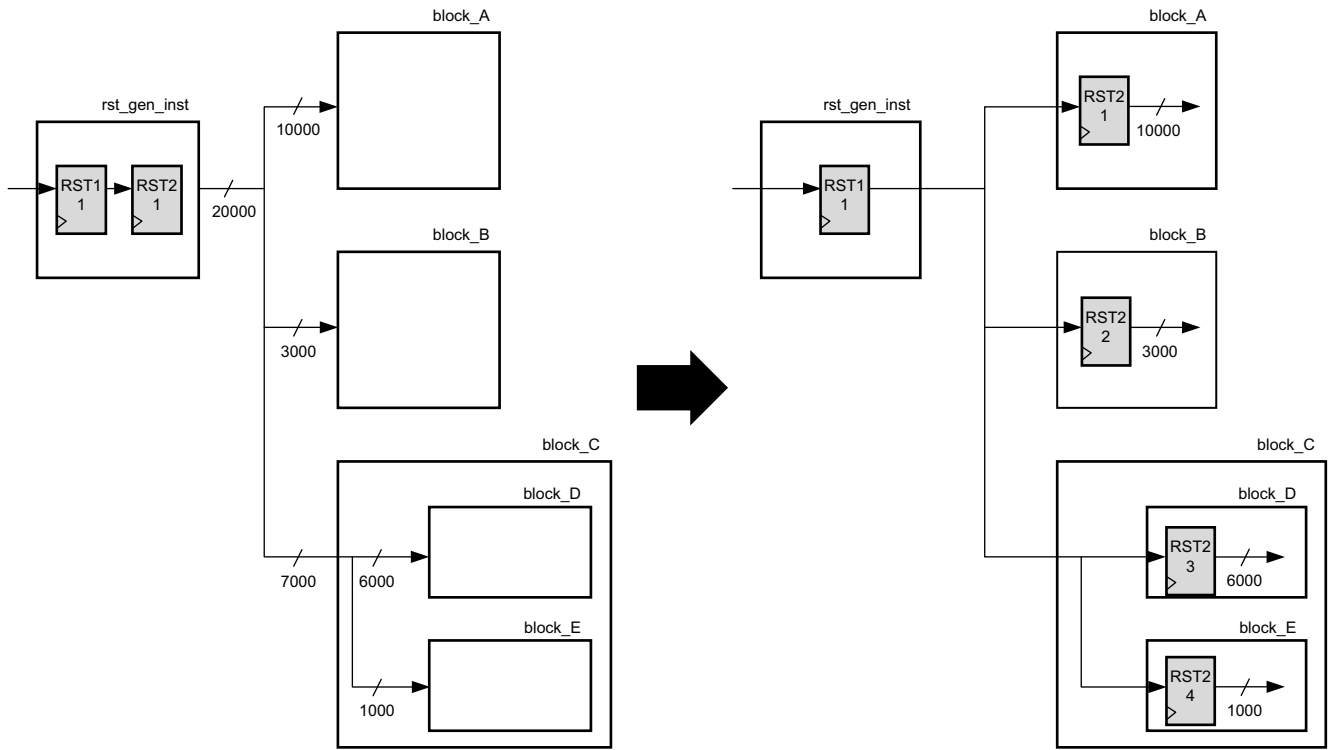 block_A
10000
rst_gen_inst
RST1
1
RST2
1
20000
block_B
3000
block_C
block_D
7000
6000
block_E
1000
block_A
RST2
1
10000
rst_gen_inst
RST1
1
block_B
RST2
2
3000
block_C
block_D
RST2
3
6000
block_E
RST2
4
1000